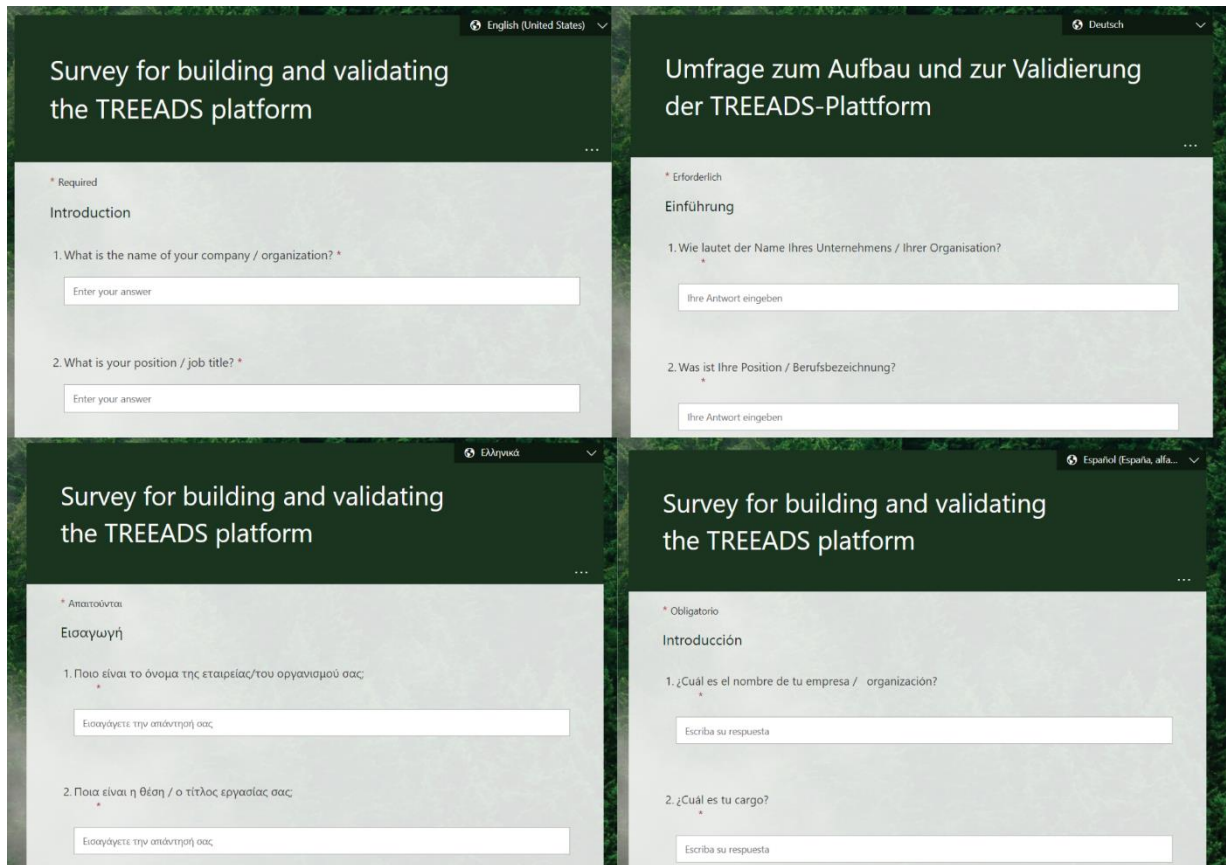 English (United States)
Survey for building and validating
the TREEADS platform
...
* Required
Introduction
1. What is the name of your company / organization? *
Enter your answer
2. What is your position / job title? *
Enter your answer
Deutsch
Umfrage zum Aufbau und zur Validierung
der TREEADS-Plattform
...
* Erforderlich
Einführung
1. Wie lautet der Name Ihres Unternehmens / Ihrer Organisation?
*
Ihre Antwort eingeben
2. Was ist Ihre Position / Berufsbezeichnung?
*
Ihre Antwort eingeben
Ελληνικά
Survey for building and validating
the TREEADS platform
...
* Απαιτούνται
Εισαγωγή
1. Ποιο είναι το όνομα της εταιρείας/του οργανισμού σας;
*
Εισαγάγετε την απάντησή σας
2. Ποια είναι η θέση / ο τίτλος εργασίας σας;
*
Εισαγάγετε την απάντησή σας
Español (España, alfa...
Survey for building and validating
the TREEADS platform
...
* Obligatorio
Introducción
1. ¿Cuál es el nombre de tu empresa / organización?
*
Escriba su respuesta
2. ¿Cuál es tu cargo?
*
Escriba su respuesta